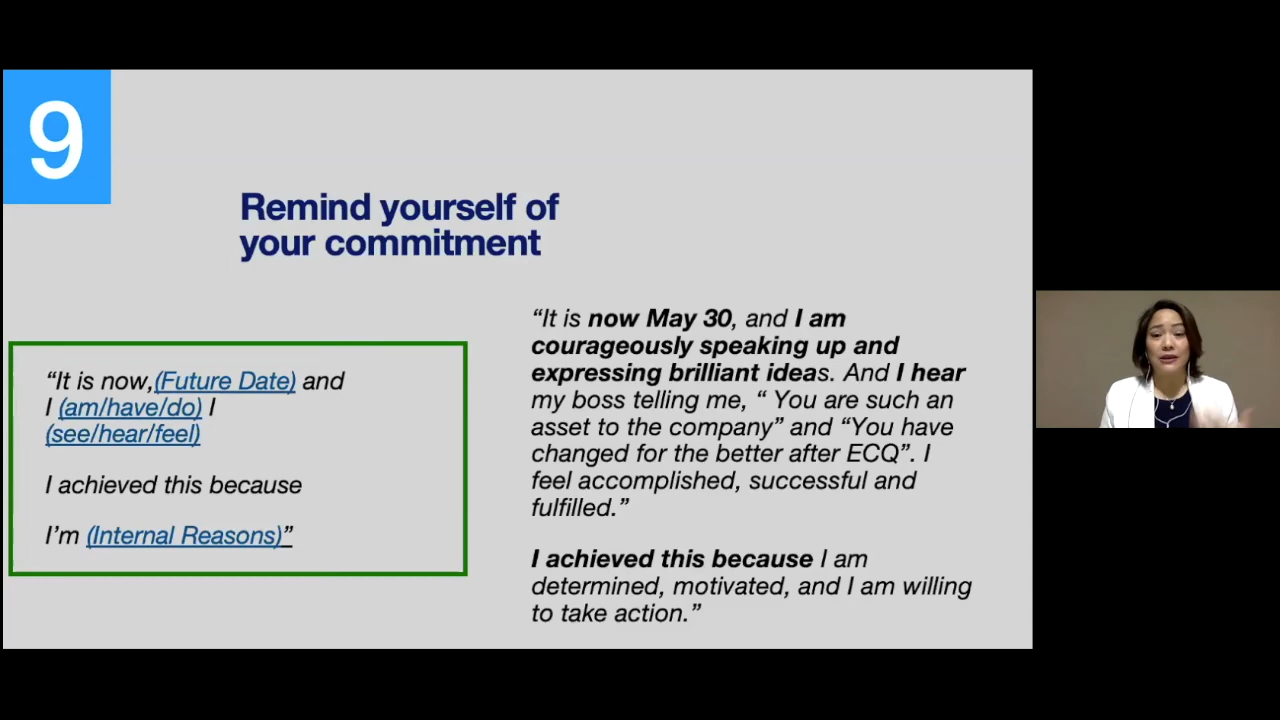 9
Remind yourself of
your commitment
“It is now,(Future Date) and
I (am/have/do) I
(see/hear/feel)
I achieved this because
I’m (Internal Reasons)”
“It is now May 30, and I am
courageously speaking up and
expressing brilliant ideas. And I hear
my boss telling me, “ You are such an
asset to the company” and “You have
changed for the better after ECQ”. I
feel accomplished, successful and
fulfilled.”
I achieved this because I am
determined, motivated, and I am willing
to take action.”